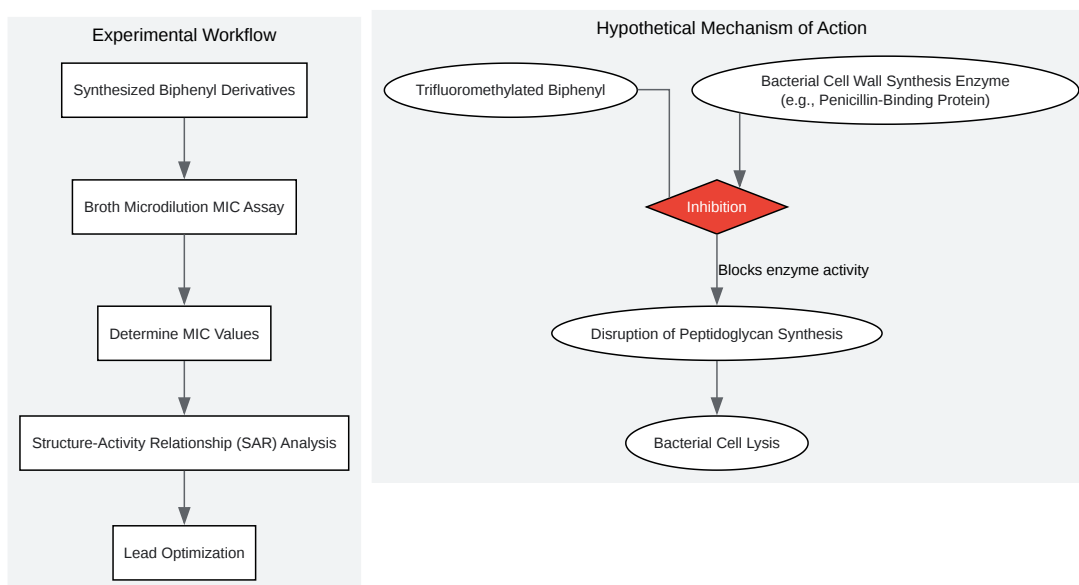 Experimental Workflow
Synthesized Biphenyl Derivatives
Broth Microdilution MIC Assay
Determine MIC Values
Structure-Activity Relationship (SAR) Analysis
Lead Optimization
Hypothetical Mechanism of Action
Trifluoromethylated Biphenyl
Bacterial Cell Wall Synthesis Enzyme
(e.g., Penicillin-Binding Protein)
Inhibition
Blocks enzyme activity
Disruption of Peptidoglycan Synthesis
Bacterial Cell Lysis